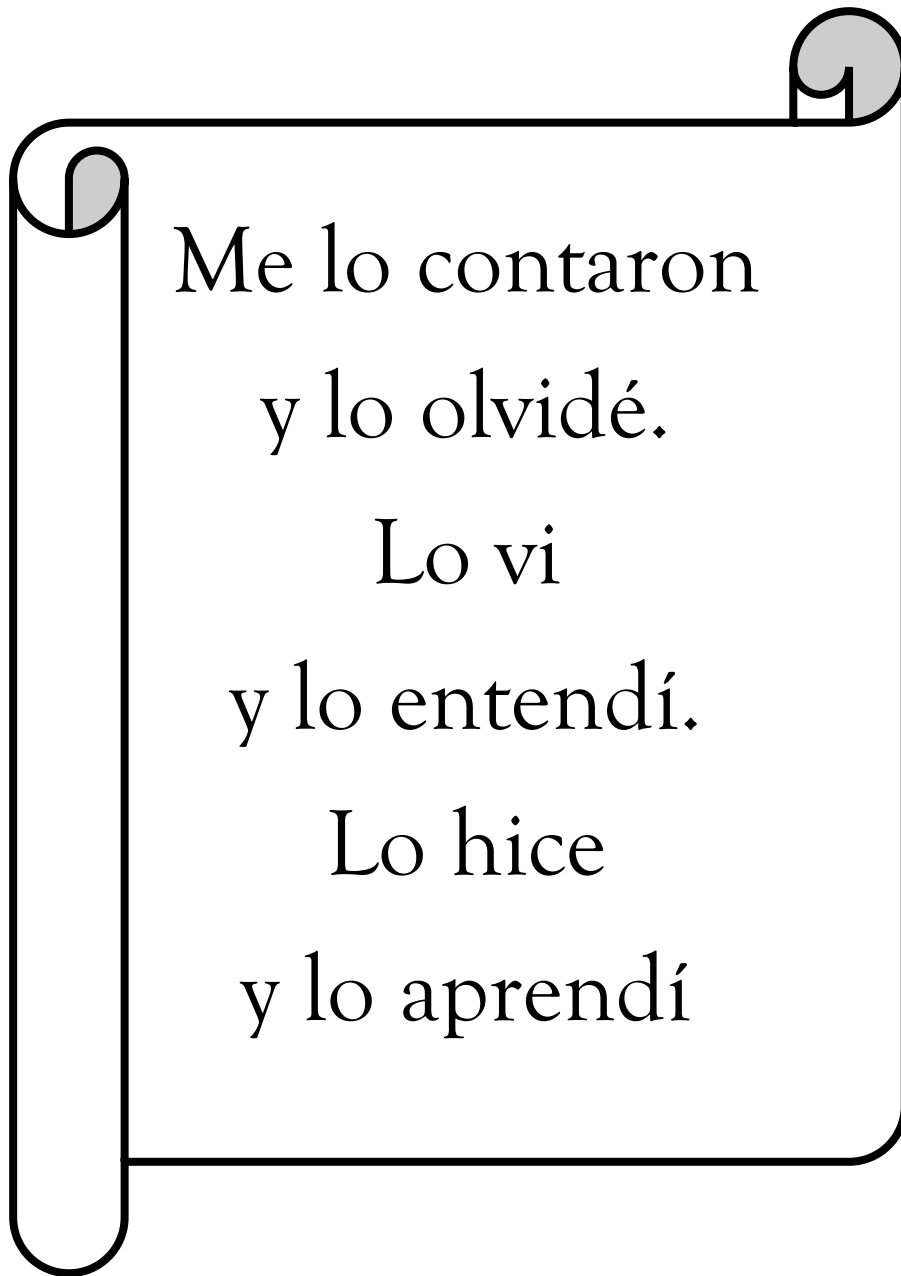 Me lo contaron
y lo olvidé.
Lo vi
y lo entendí.
Lo hice
y lo aprendí